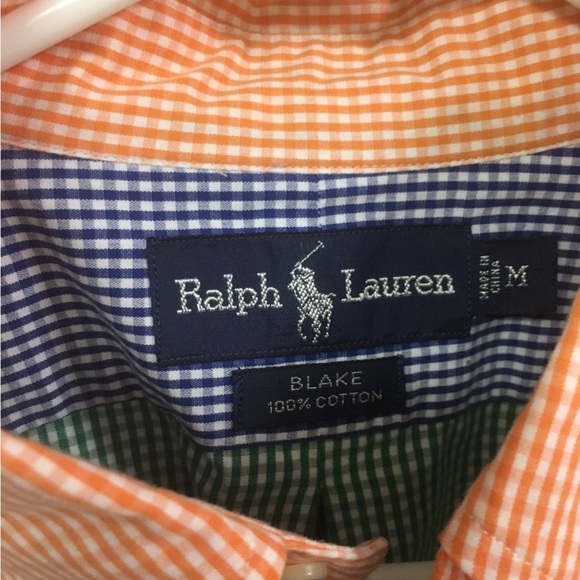 Ralph Lauren
MADE IN
CHINA
M
BLAKE
100% COTTON